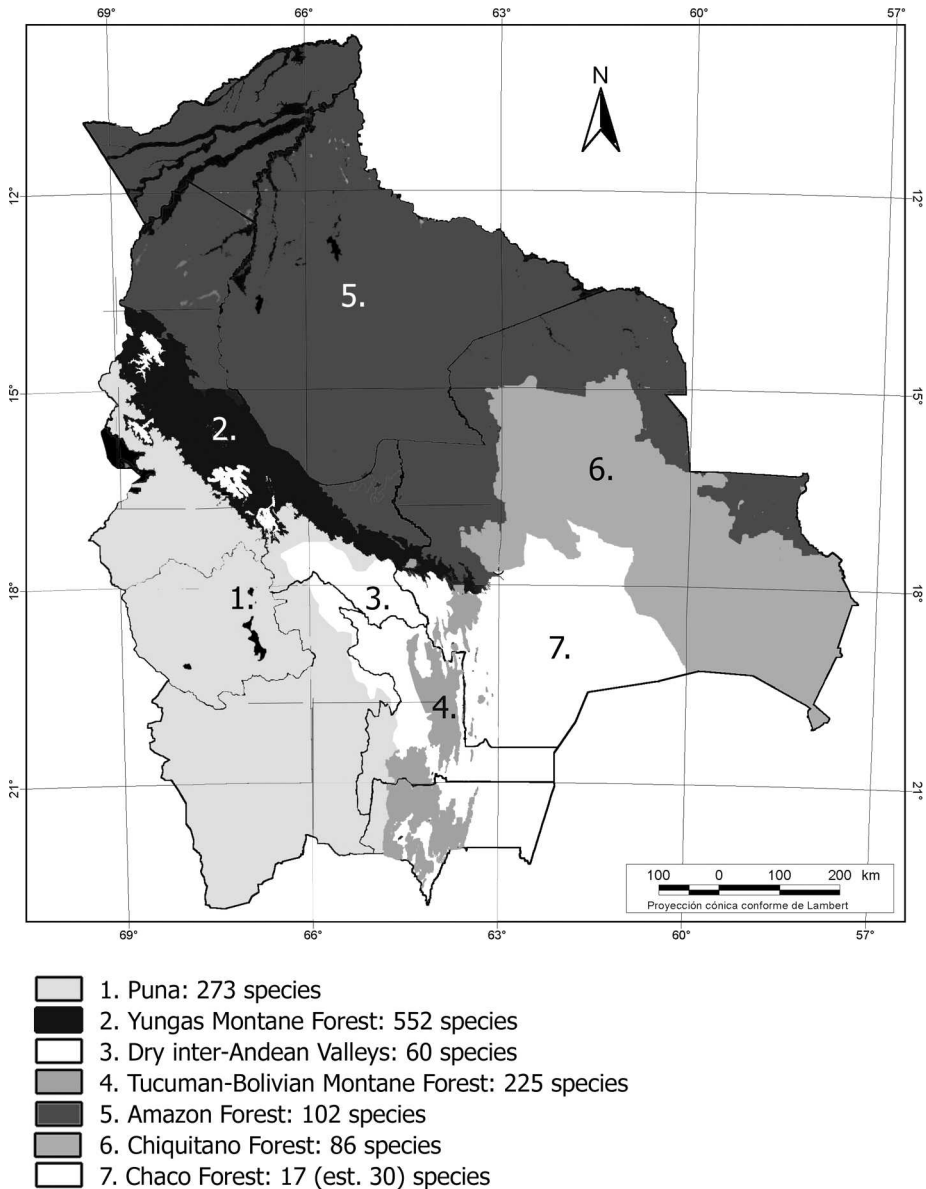 69° 66° 63° 60° 57°
N
12° 12°
5.
15° 15°
2.
6.
18° 18°
1.
3.
7.
4.
21° 21°
100 0 100 200 km
Proyección cónica conforme de Lambert
69° 66° 63° 60° 57°
1. Puna: 273 species
2. Yungas Montane Forest: 552 species
3. Dry inter-Andean Valleys: 60 species
4. Tucuman-Bolivian Montane Forest: 225 species
5. Amazon Forest: 102 species
6. Chiquitano Forest: 86 species
7. Chaco Forest: 17 (est. 30) species